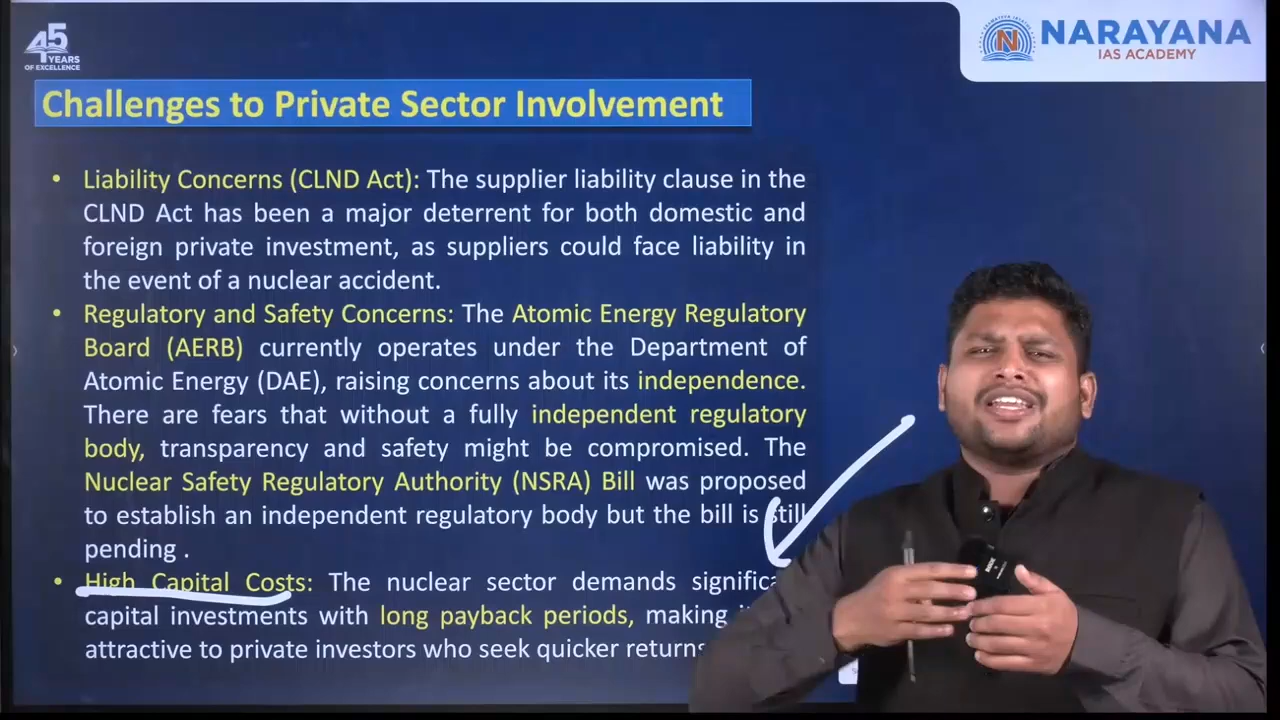 45
YEARS
OF EXCELLENCE
NARAYANA
IAS ACADEMY
Challenges to Private Sector Involvement
• Liability Concerns (CLND Act): The supplier liability clause in the
CLND Act has been a major deterrent for both domestic and
foreign private investment, as suppliers could face liability in
the event of a nuclear accident.
• Regulatory and Safety Concerns: The Atomic Energy Regulatory
Board (AERB) currently operates under the Department of
Atomic Energy (DAE), raising concerns about its independence.
There are fears that without a fully independent regulatory
body, transparency and safety might be compromised. The
Nuclear Safety Regulatory Authority (NSRA) Bill was proposed
to establish an independent regulatory body but the bill is still
pending .
• High Capital Costs: The nuclear sector demands
capital investments with long payback periods, making
attractive to private investors who seek quicker returns